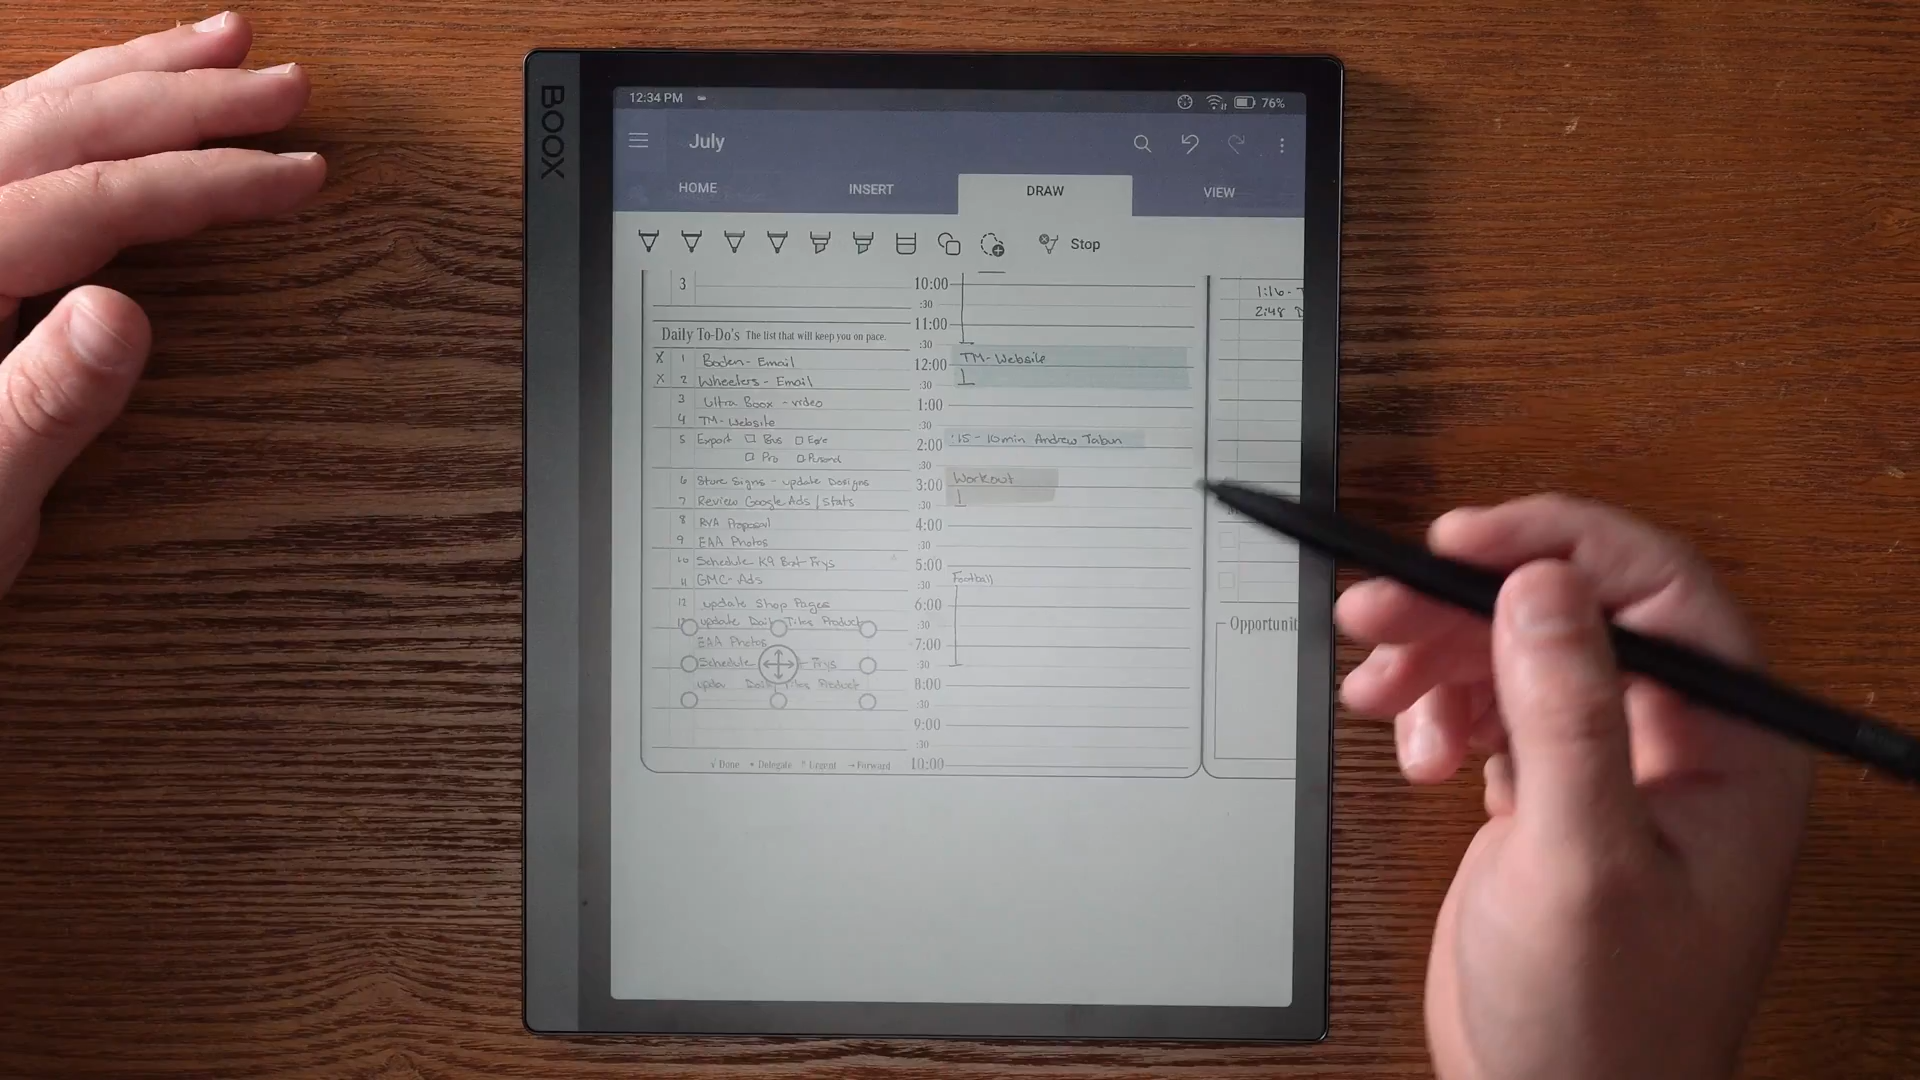 BOOX
12:34 PM
76%
July
HOME INSERT DRAW VIEW
Stop
3
Daily To-Do's The list that will keep you on pace.
X 1 Boden - Email
X 2 Wheelers - Email
3 Ultra Boox - video
4 TM - Website
5 Export Bus
Pro
6 Store Signs - update Designs
7 Review Google Ads / Stats
8 RVA Proposal
9 EAA Photos
10 Schedule K9 Bat-Trys
11 GMC - Ads
12 update Shop Pages
update Daily Tiles Product
EAA Photos
Schedule Trys
Daily Tiles Product
√ Done • Delegate Urgent → Forward
10:00
:30
11:00
:30
12:00 TM - Website
:30
1:00
:30
2:00 :15 - 10min Andrew Tabun
:30
3:00 Workout
:30
4:00
:30
5:00
:30 Football
6:00
:30
7:00
:30
8:00
:30
9:00
:30
10:00
1:16 - T
2:48
Opportunit